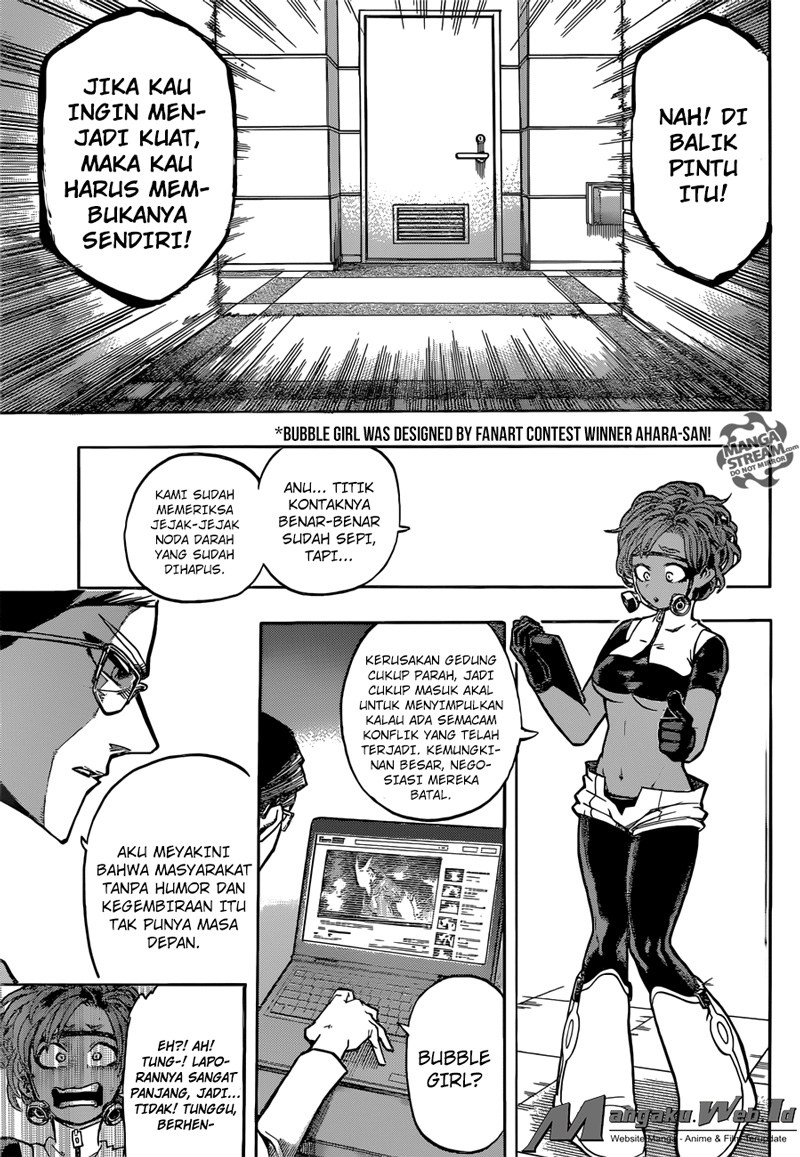 NAH! DI
BALIK
PINTU
ITU!
JIKA KAU
INGIN MEN-
JADI KUAT,
MAKA KAU
HARUS MEM-
BUKANYA
SENDIRI!
*BUBBLE GIRL WAS DESIGNED BY FANART CONTEST WINNER AHARA-SAN!
MANGA
STREAM.COM
DO NOT MIRROR
ANU... TITIK
KONTAKNYA
BENAR-BENAR
SUDAH SEPI,
TAPI...
KAMI SUDAH
MEMERIKSA
JEJAK-JEJAK
NODA DARAH
YANG SUDAH
DIHAPUS.
KERUSAKAN GEDUNG
CUKUP PARAH, JADI
CUKUP MASUK AKAL
UNTUK MENYIMPULKAN
KALAU ADA SEMACAM
KONFLIK YANG TELAH
TERJADI. KEMUNGKI-
NAN BESAR, NEGO-
SIASI MEREKA
BATAL.
AKU MEYAKINI
BAHWA MASYARAKAT
TANPA HUMOR DAN
KEGEMBIRAAN ITU
TAK PUNYA MASA
DEPAN.
BUBBLE
GIRL?
EH?! AH!
TUNG-! LAPO-
RANNYA SANGAT
PANJANG, JADI...
TIDAK! TUNGGU,
BERHEN-
Mangaku.Web.Id
Website Manga - Anime & Film Terupdate